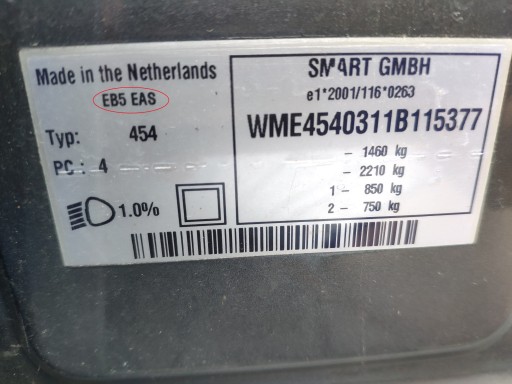 Made in the Netherlands
EB5 EAS
Typ: 454
PC: 4
1.0%
SMART GMBH
e1*2001/116*0263
WME4540311B115377
- 1460 kg
- 2210 kg
1 - 850 kg
2 - 750 kg